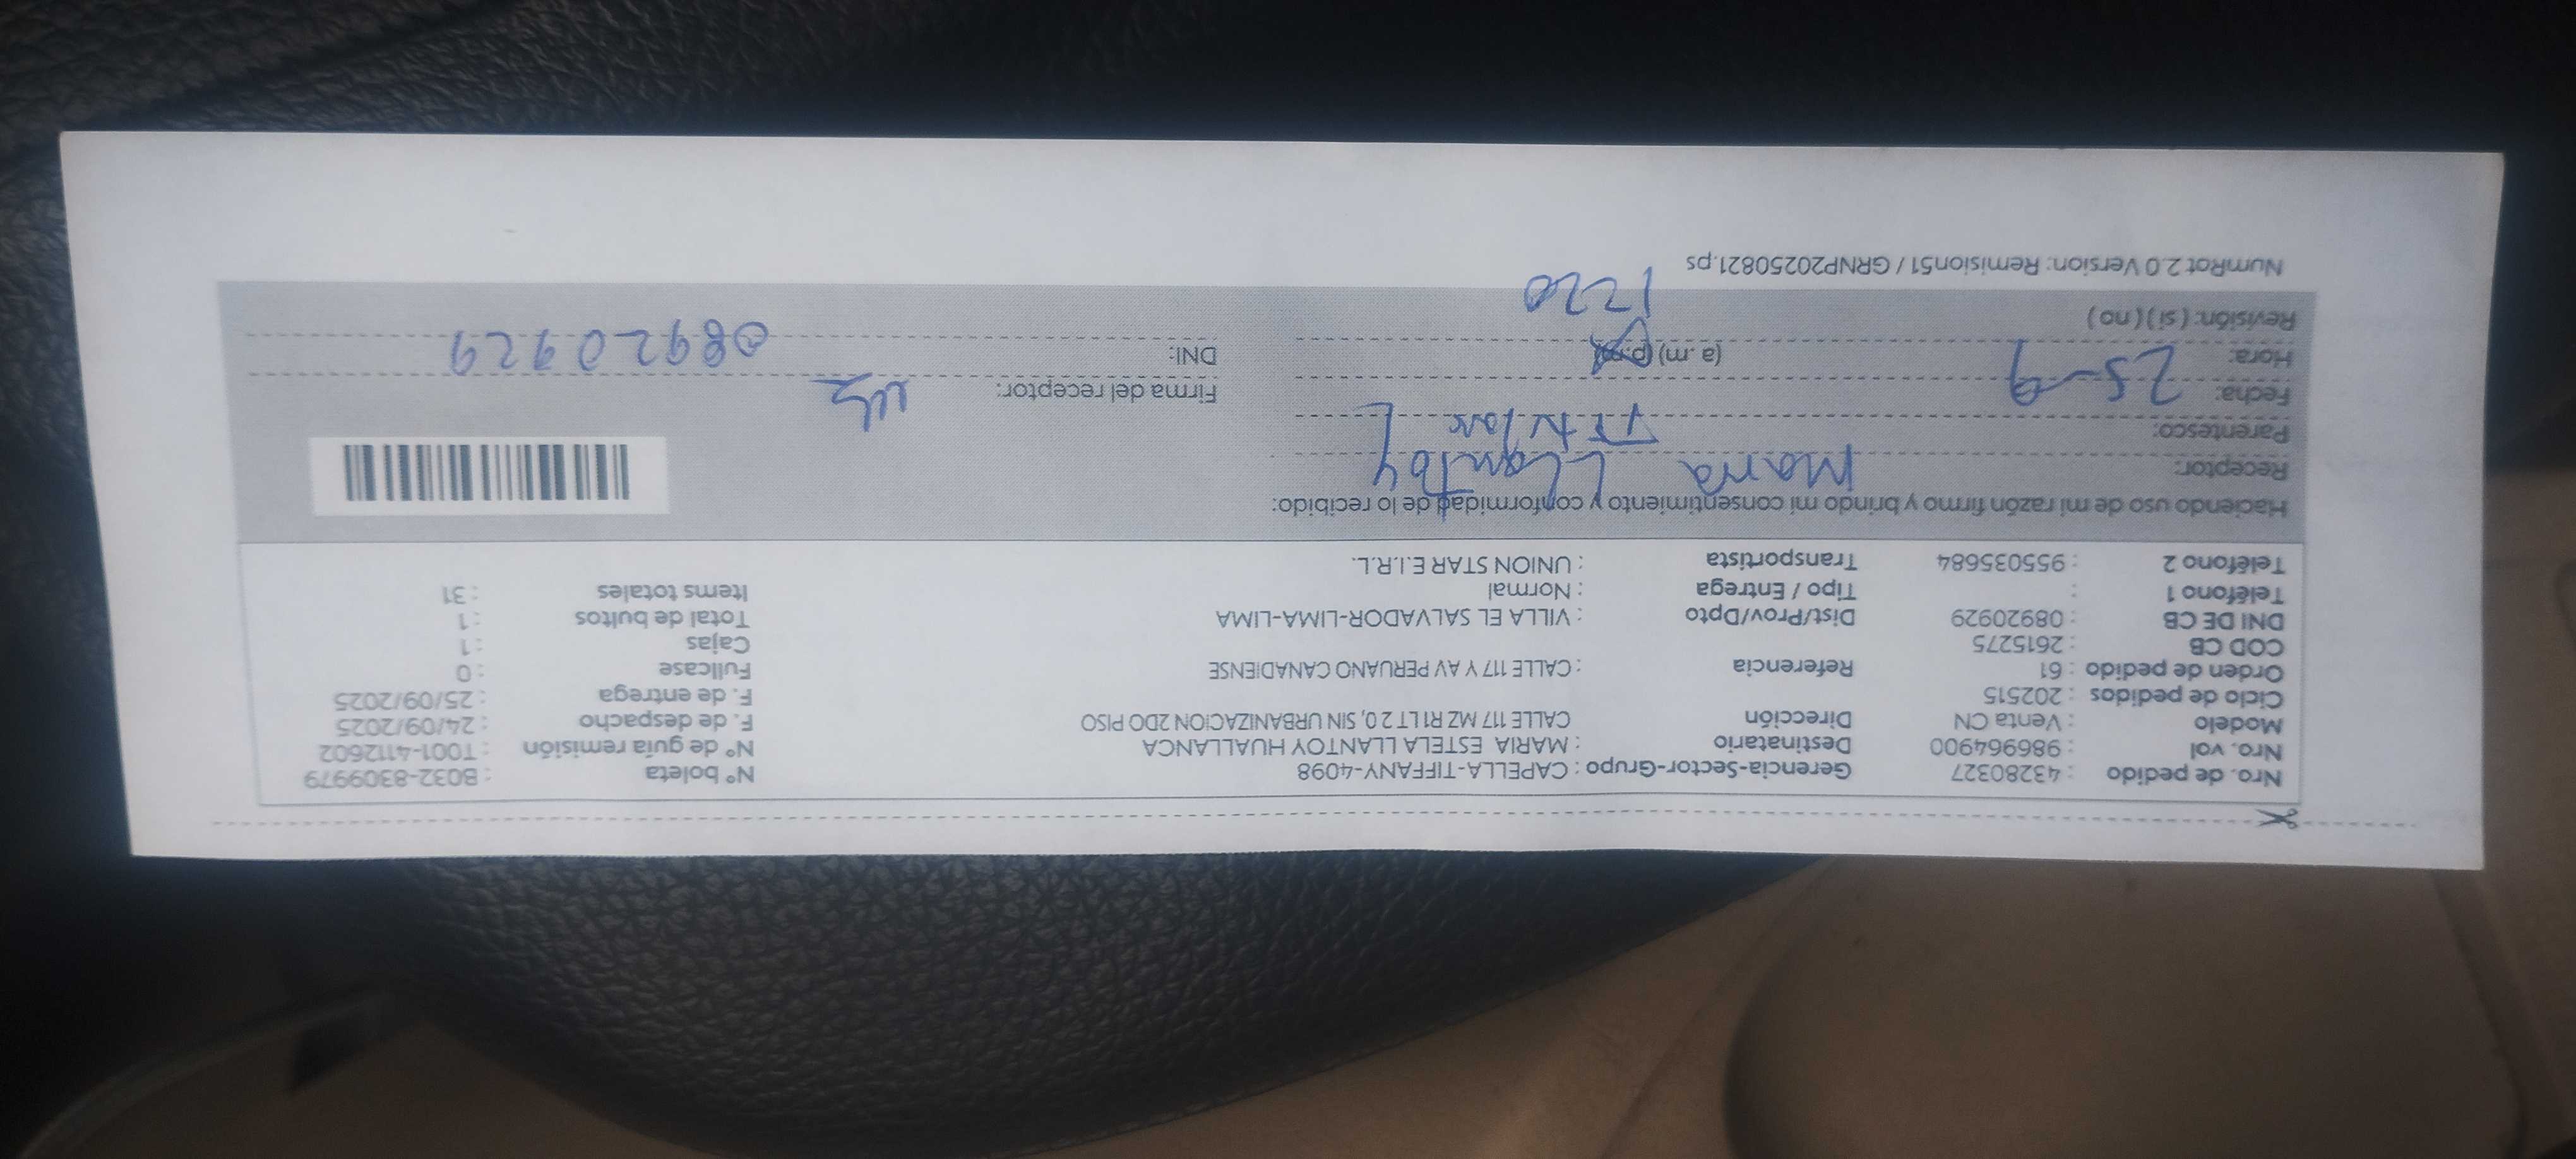 Nro. de pedido : 43280327 Gerencia-Sector-Grupo : CAPELLA-TIFFANY-4098 N° boleta : B032-8309979
Nro. vol : 986964900 Destinatario : MARIA ESTELA LLANTOY HUALLANCA N° de guía remisión : T001-4112602
Modelo : Venta CN Dirección CALLE 117 MZ R1 LT 2 0, SIN URBANIZACION 2DO PISO F. de despacho : 24/09/2025
Ciclo de pedidos : 202515 F. de entrega : 25/09/2025
Orden de pedido : 61 Referencia : CALLE 117 Y AV PERUANO CANADIENSE Fullcase : 0
COD CB : 2615275 Cajas : 1
DNI DE CB : 08920929 Dist/Prov/Dpto : VILLA EL SALVADOR-LIMA-LIMA Total de bultos : 1
Teléfono 1 : Tipo / Entrega : Normal Items totales : 31
Teléfono 2 : 955035684 Transportista : UNION STAR E.I.R.L.
Haciendo uso de mi razón firmo y brindo mi consentimiento y conformidad de lo recibido:
Receptor: Maria Llantoy
Parentesco: Titular
Fecha: 25-9 Firma del receptor:
Hora: (a.m) (p.m) DNI: 08920929
Revisión: ( si ) ( no ) 1220
NumRot 2.0 Version: Remision51 / GRNP20250821.ps